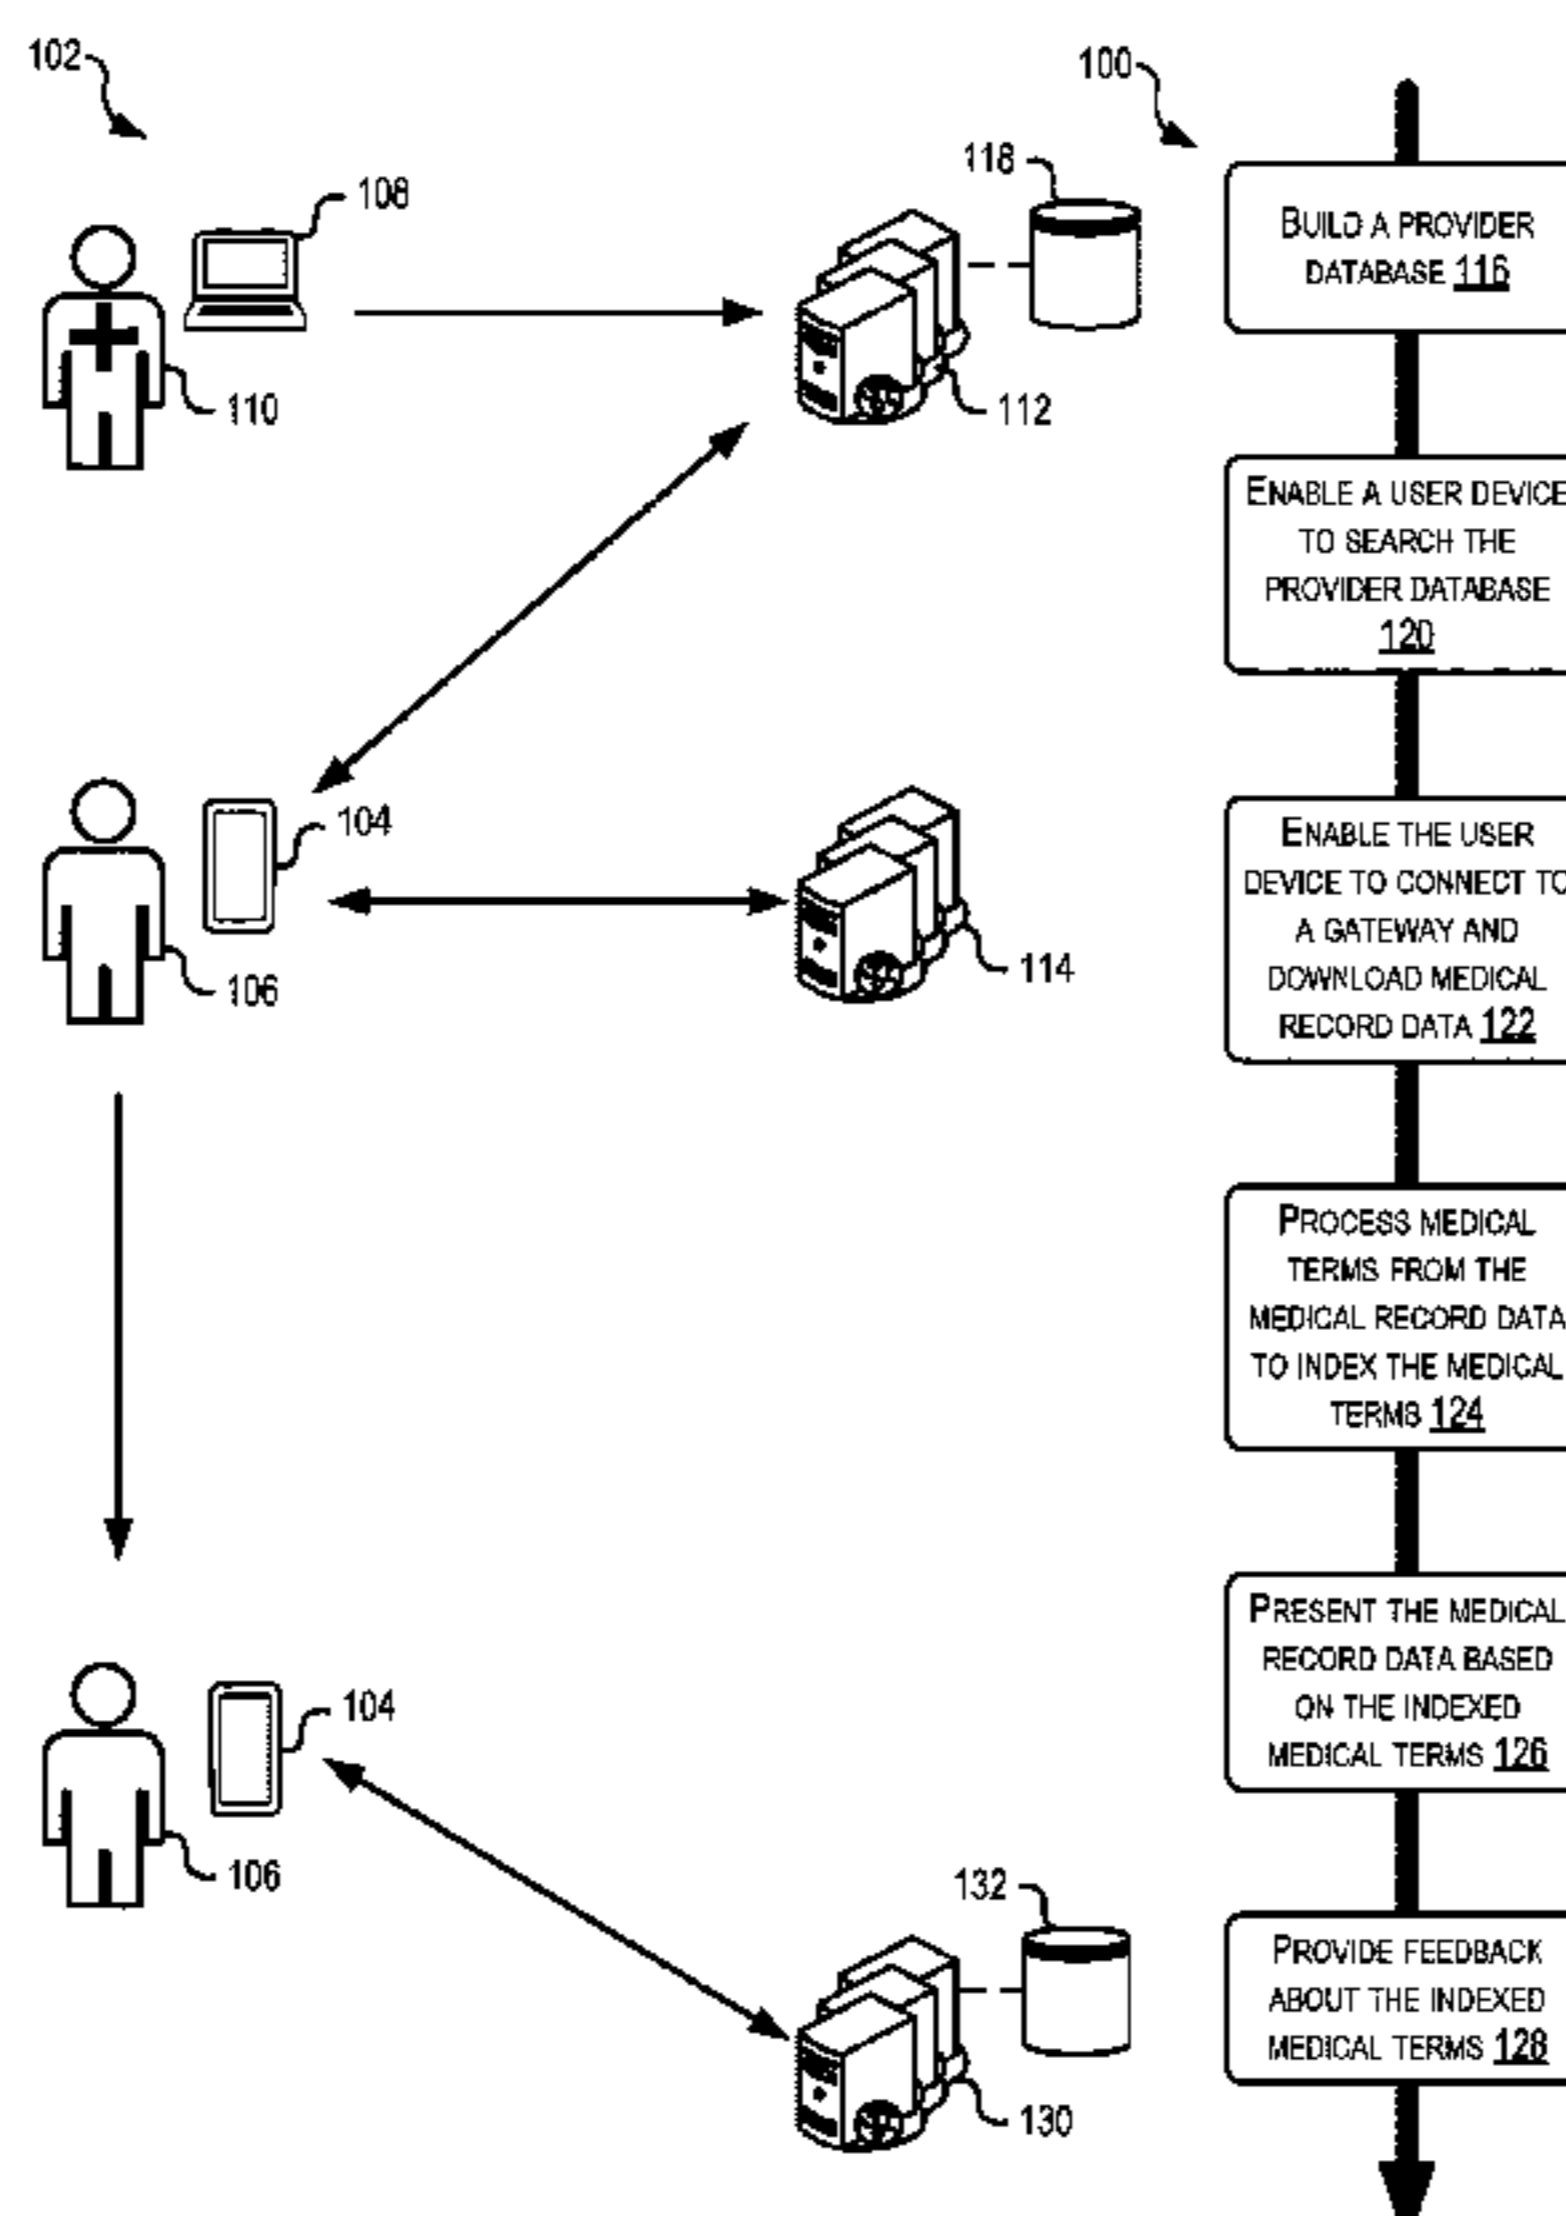 102
100
118
108
BUILD A PROVIDER
DATABASE 116
110
112
ENABLE A USER DEVICE
TO SEARCH THE
PROVIDER DATABASE
120
104
ENABLE THE USER
DEVICE TO CONNECT TO
A GATEWAY AND
DOWNLOAD MEDICAL
RECORD DATA 122
106
114
PROCESS MEDICAL
TERMS FROM THE
MEDICAL RECORD DATA
TO INDEX THE MEDICAL
TERMS 124
PRESENT THE MEDICAL
RECORD DATA BASED
ON THE INDEXED
MEDICAL TERMS 126
104
106
132
PROVIDE FEEDBACK
ABOUT THE INDEXED
MEDICAL TERMS 128
130